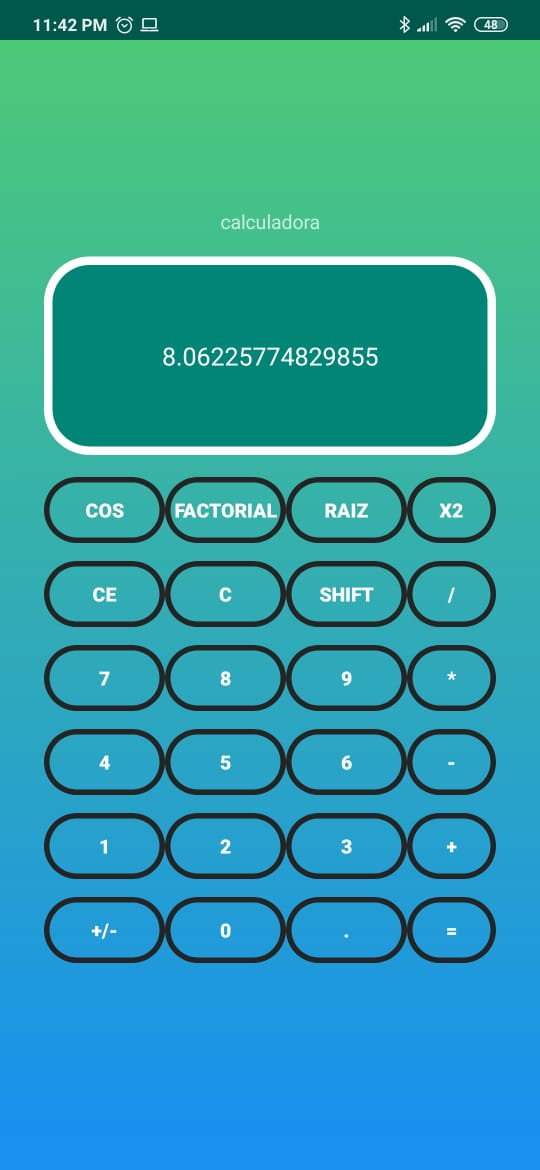 11:42 PM 48
calculadora
8.06225774829855
COS FACTORIAL RAIZ X2
CE C SHIFT /
7 8 9 *
4 5 6 -
1 2 3 +
+/- 0 . =